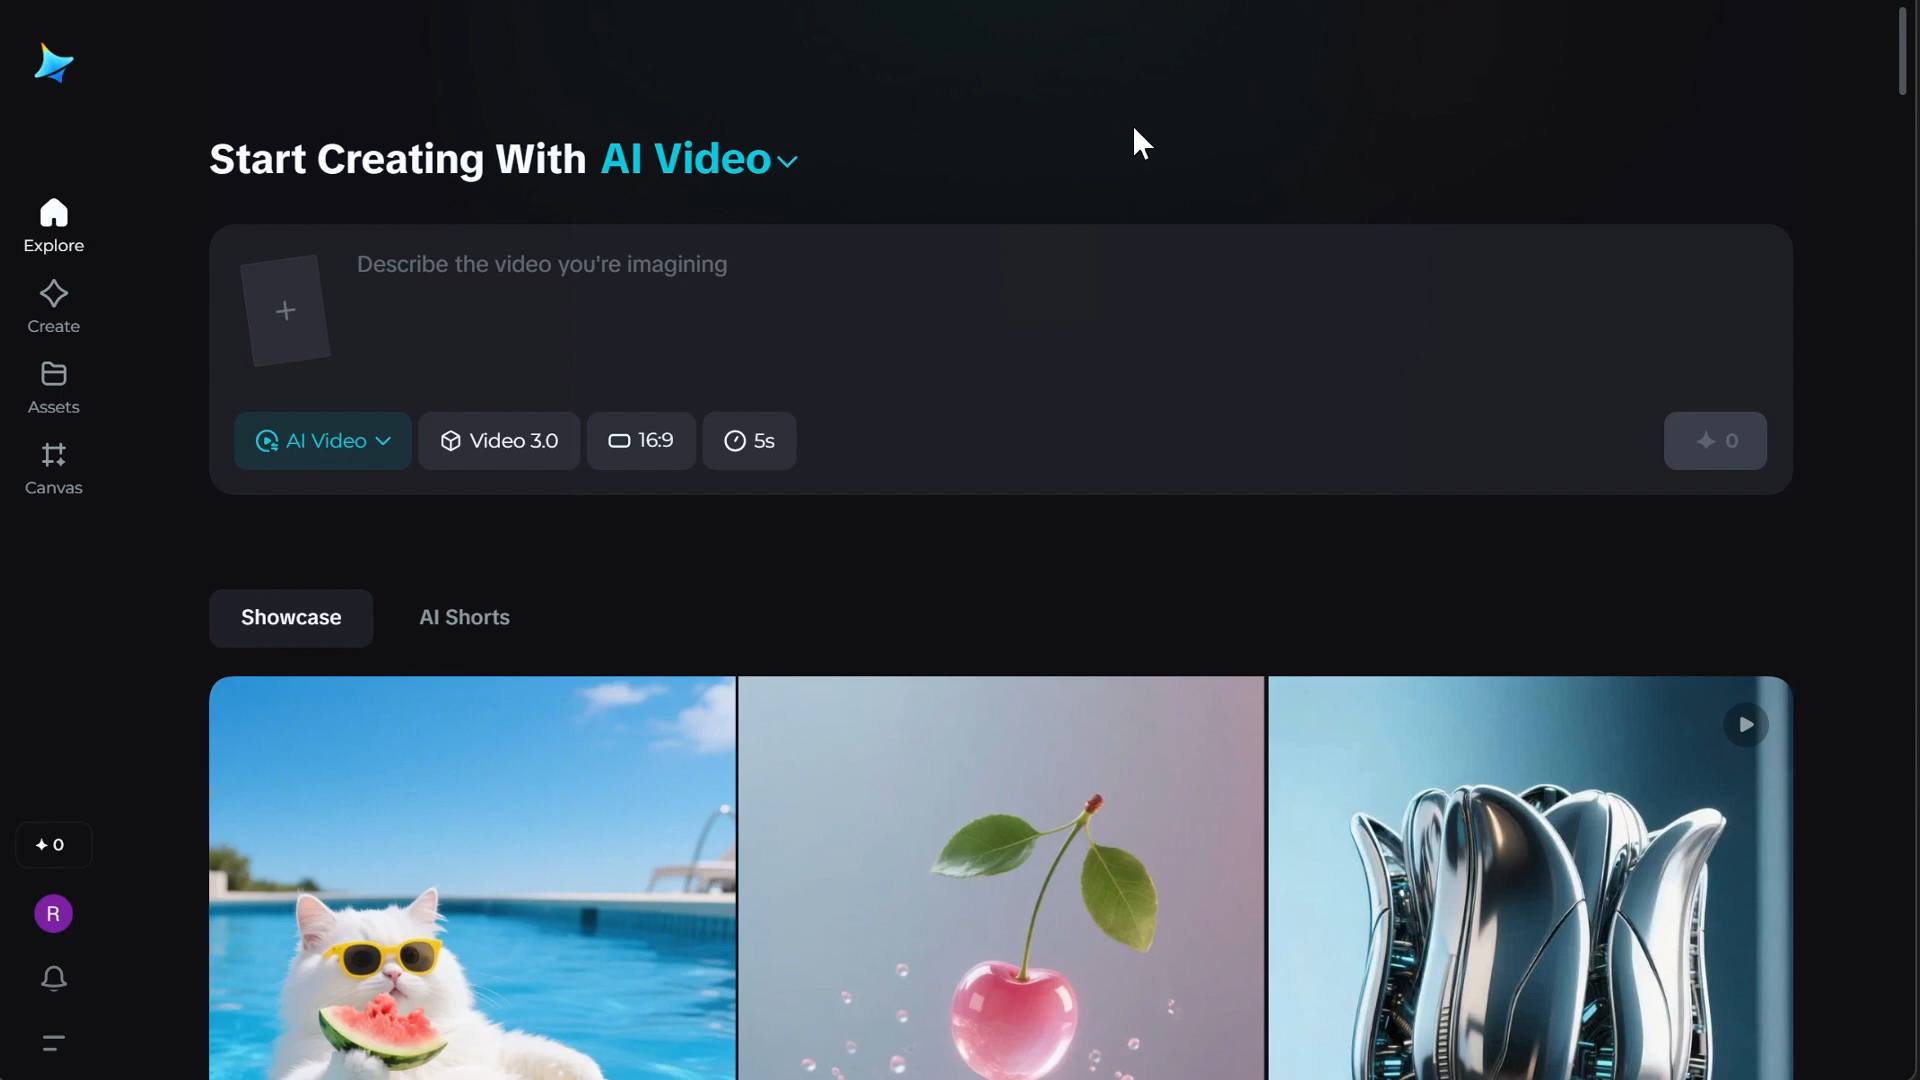 Start Creating With AI Video
Explore
Describe the video you're imagining
Create
Assets
AI Video
Video 3.0
16:9
5s
0
Canvas
Showcase
AI Shorts
0
R